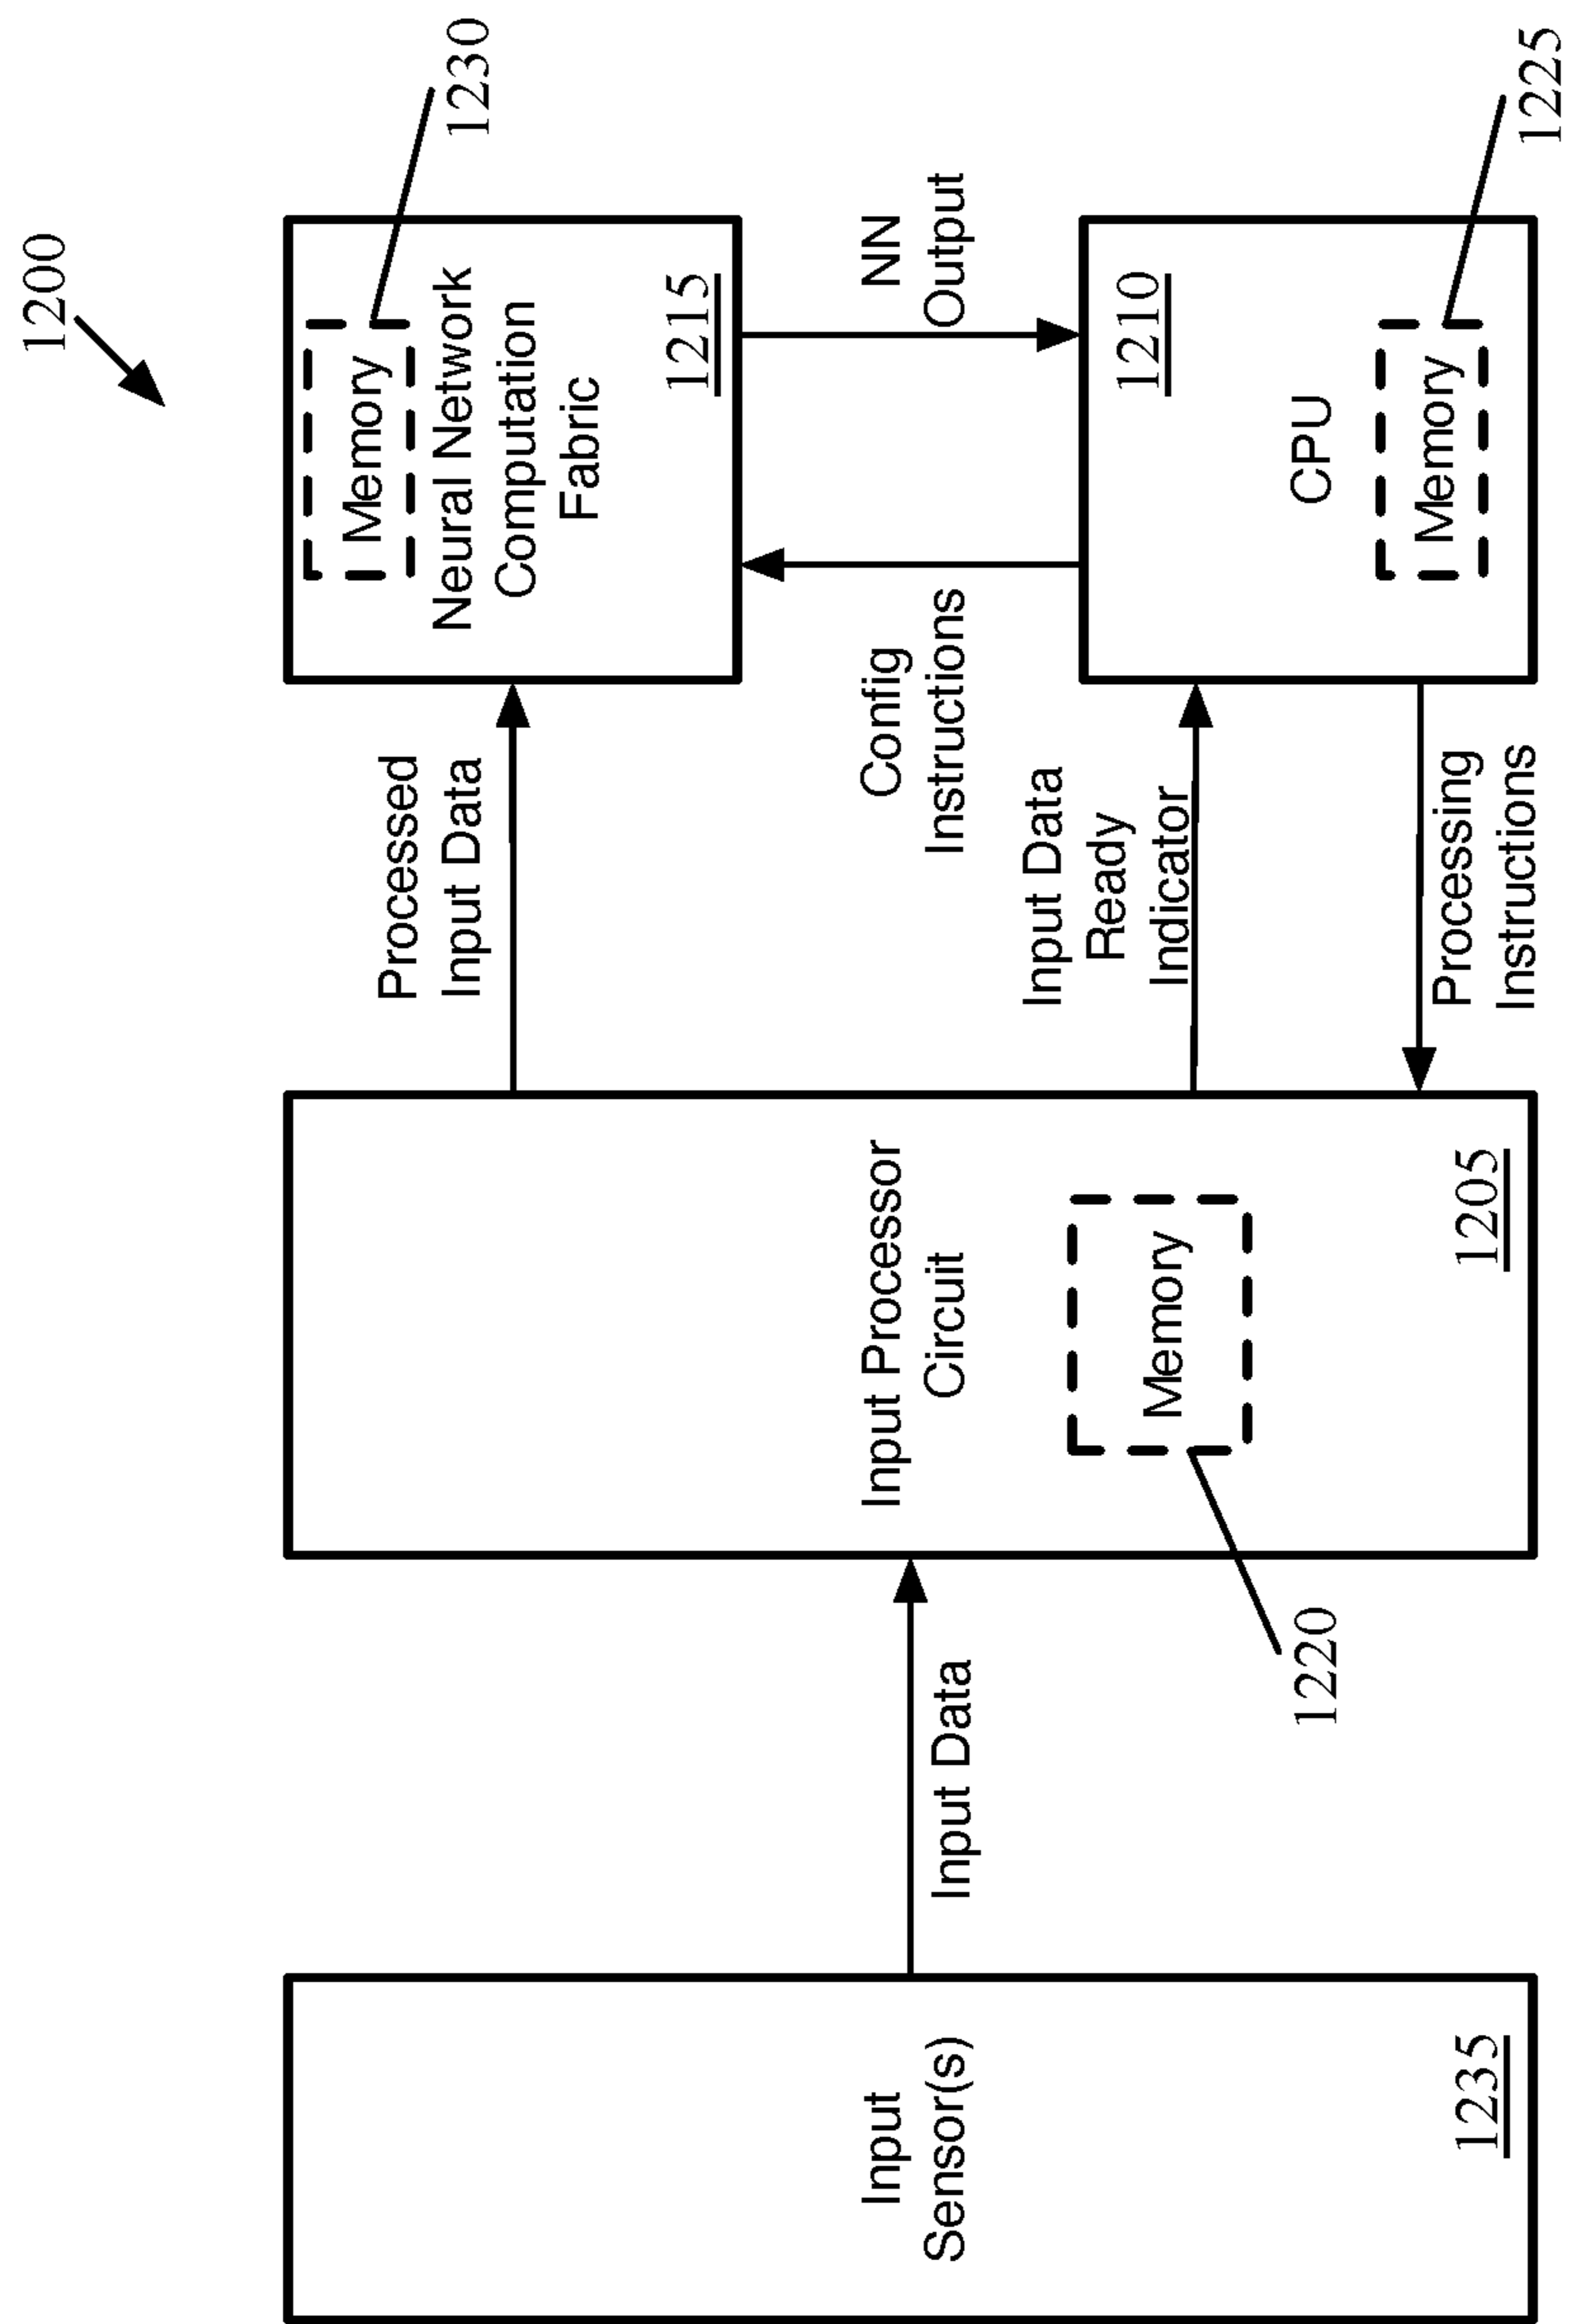 1200
Memory
Neural Network
Computation
Fabric
1215
1230
Processed
Input Data
NN
Output
Config
Instructions
Input Data
Ready
Indicator
1210
CPU
Memory
1225
Processing
Instructions
Input Processor
Circuit
Memory
1205
1220
Input Data
Input
Sensor(s)
1235